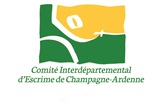 Comité Interdépartemental
d'Escrime de Champagne-Ardenne